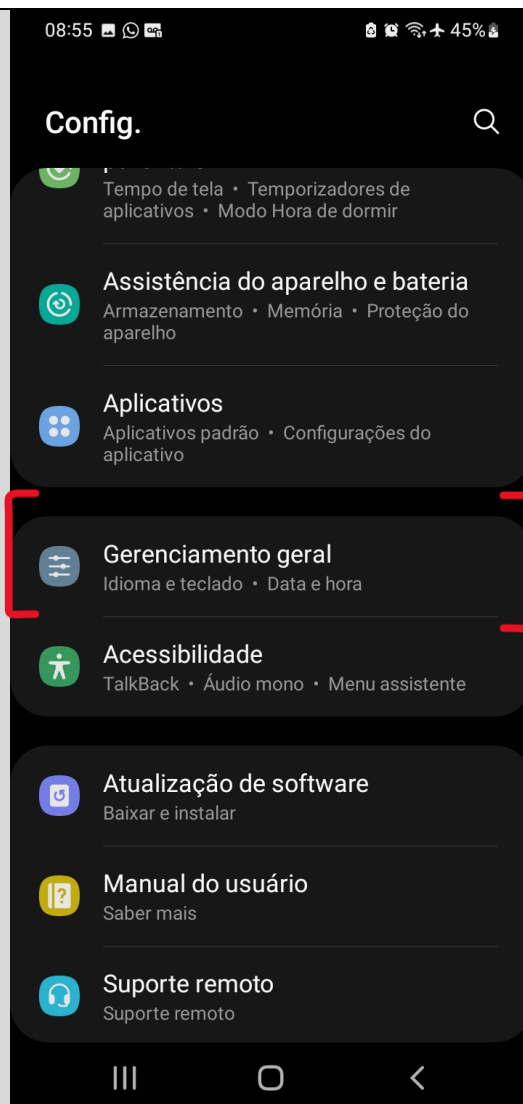 08:55
45%
Config.
Tempo de tela • Temporizadores de
aplicativos • Modo Hora de dormir
Assistência do aparelho e bateria
Armazenamento • Memória • Proteção do
aparelho
Aplicativos
Aplicativos padrão • Configurações do
aplicativo
Gerenciamento geral
Idioma e teclado • Data e hora
Acessibilidade
TalkBack • Áudio mono • Menu assistente
Atualização de software
Baixar e instalar
Manual do usuário
Saber mais
Suporte remoto
Suporte remoto